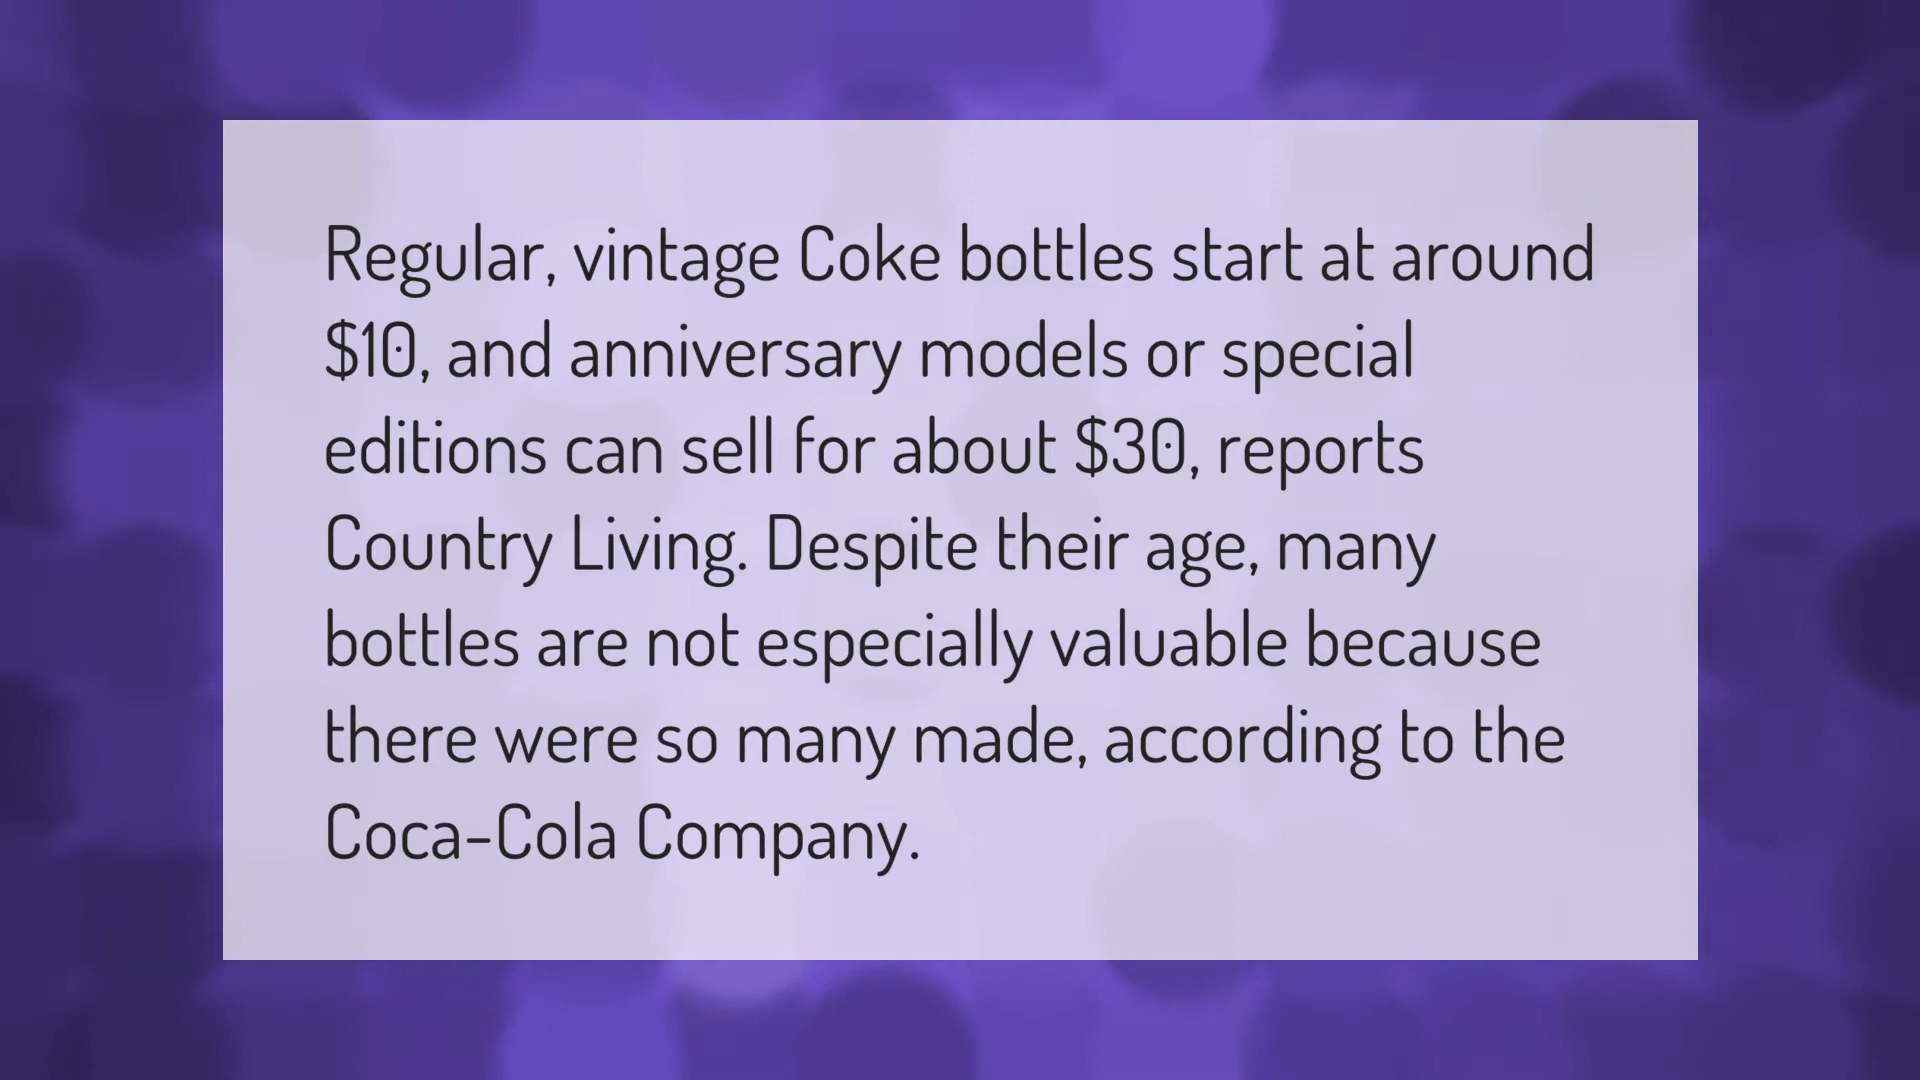 Regular, vintage Coke bottles start at around
$10, and anniversary models or special
editions can sell for about $30, reports
Country Living. Despite their age, many
bottles are not especially valuable because
there were so many made, according to the
Coca-Cola Company.